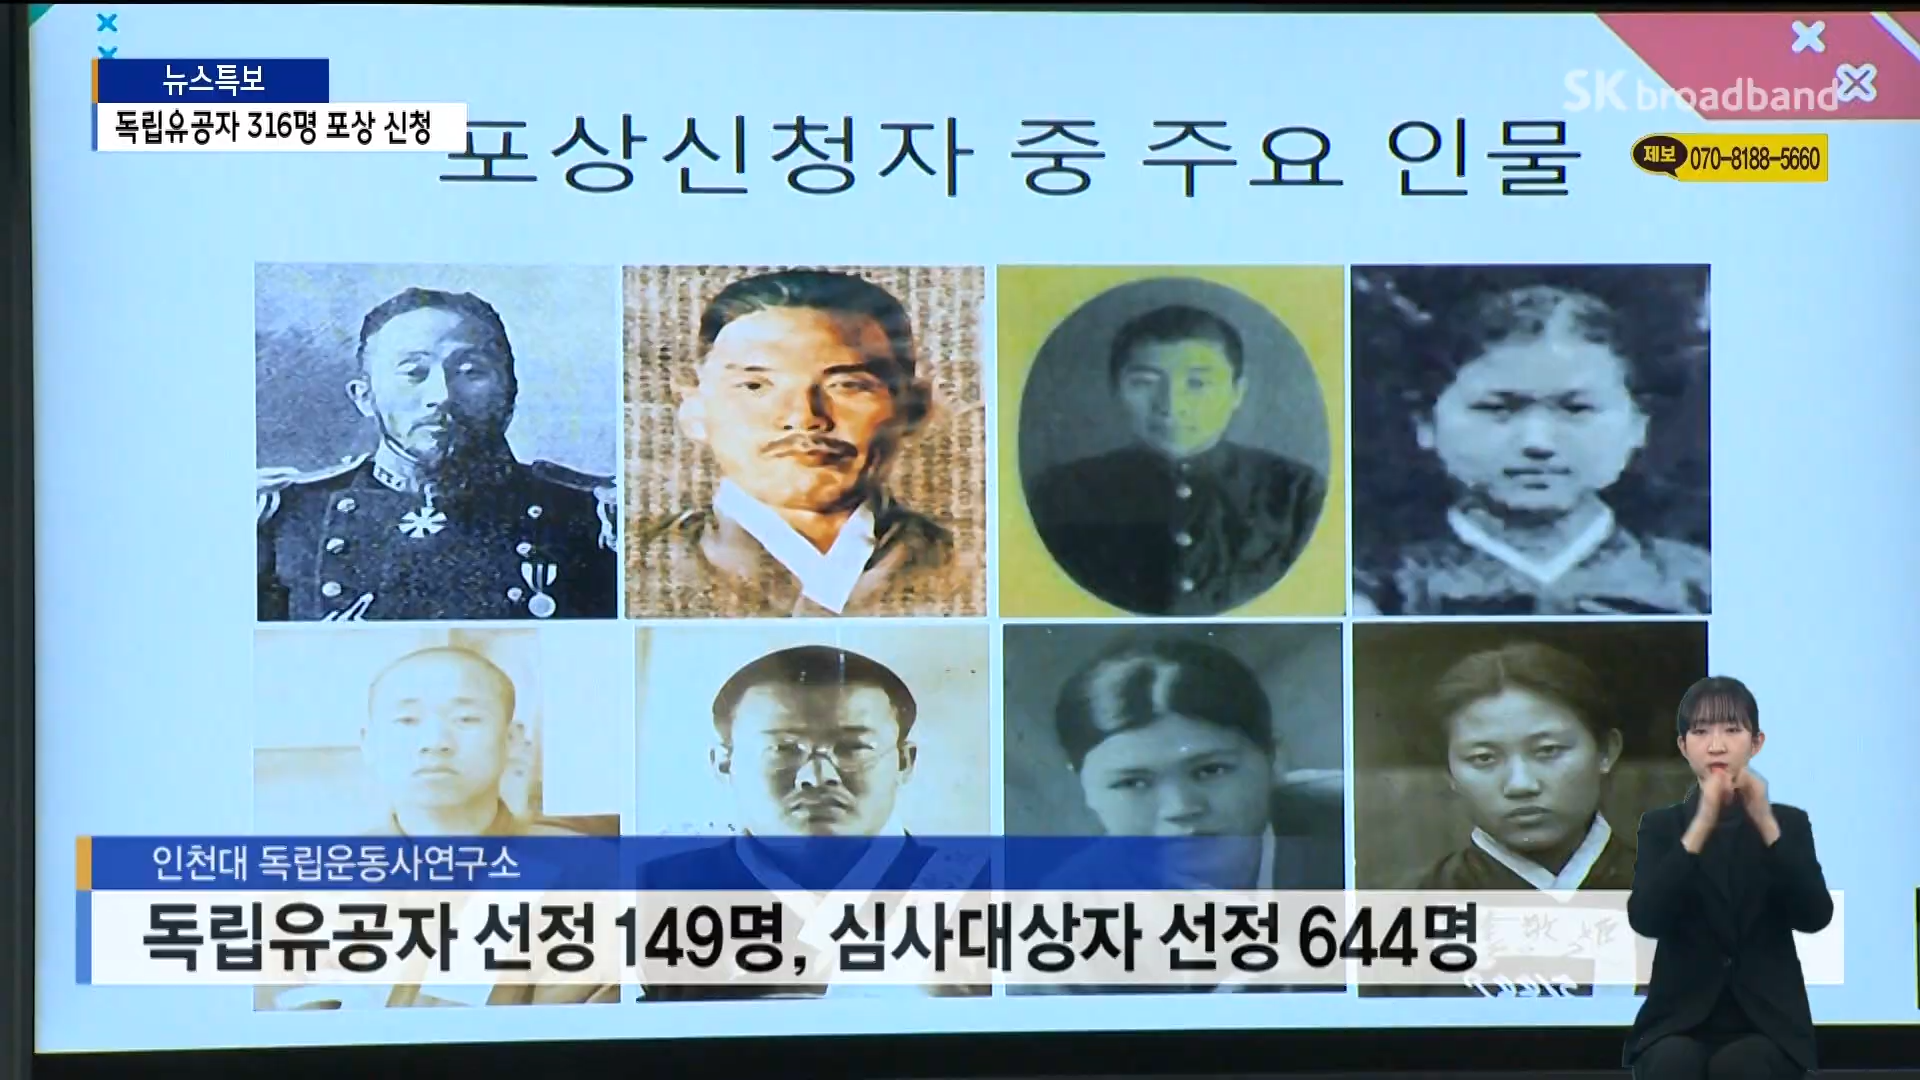 뉴스특보
독립유공자 316명 포상 신청
SK broadband
제보 070-8188-5660
포상신청자 중 주요 인물
인천대 독립운동사연구소
독립유공자 선정 149명, 심사대상자 선정 644명